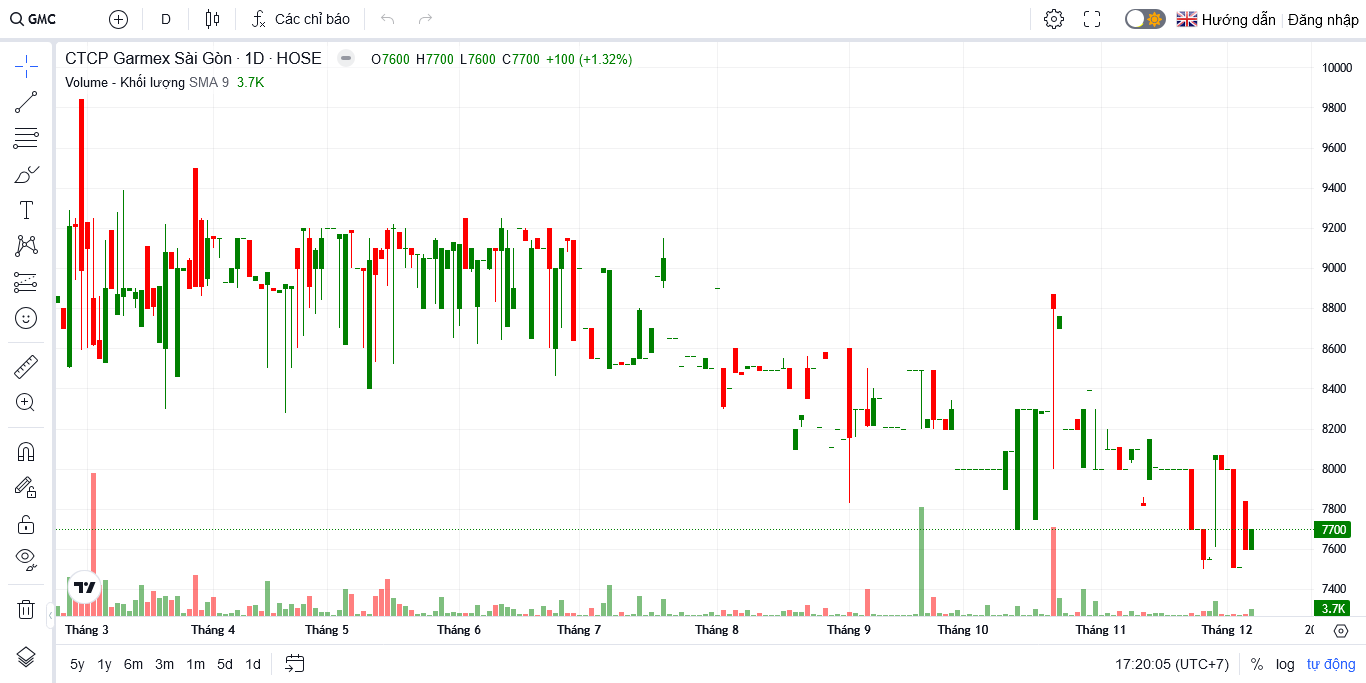 GMC D Các chỉ báo Hướng dẫn Đăng nhập
CTCP Garmex Sài Gòn · 1D · HOSE O7600 H7700 L7600 C7700 +100 (+1.32%)
Volume - Khối lượng SMA 9 3.7K
10000
9800
9600
9400
9200
9000
8800
8600
8400
8200
8000
7800
7700
7600
7400
3.7K
Tháng 3 Tháng 4 Tháng 5 Tháng 6 Tháng 7 Tháng 8 Tháng 9 Tháng 10 Tháng 11 Tháng 12
5y 1y 6m 3m 1m 5d 1d 17:20:05 (UTC+7) % log tự động